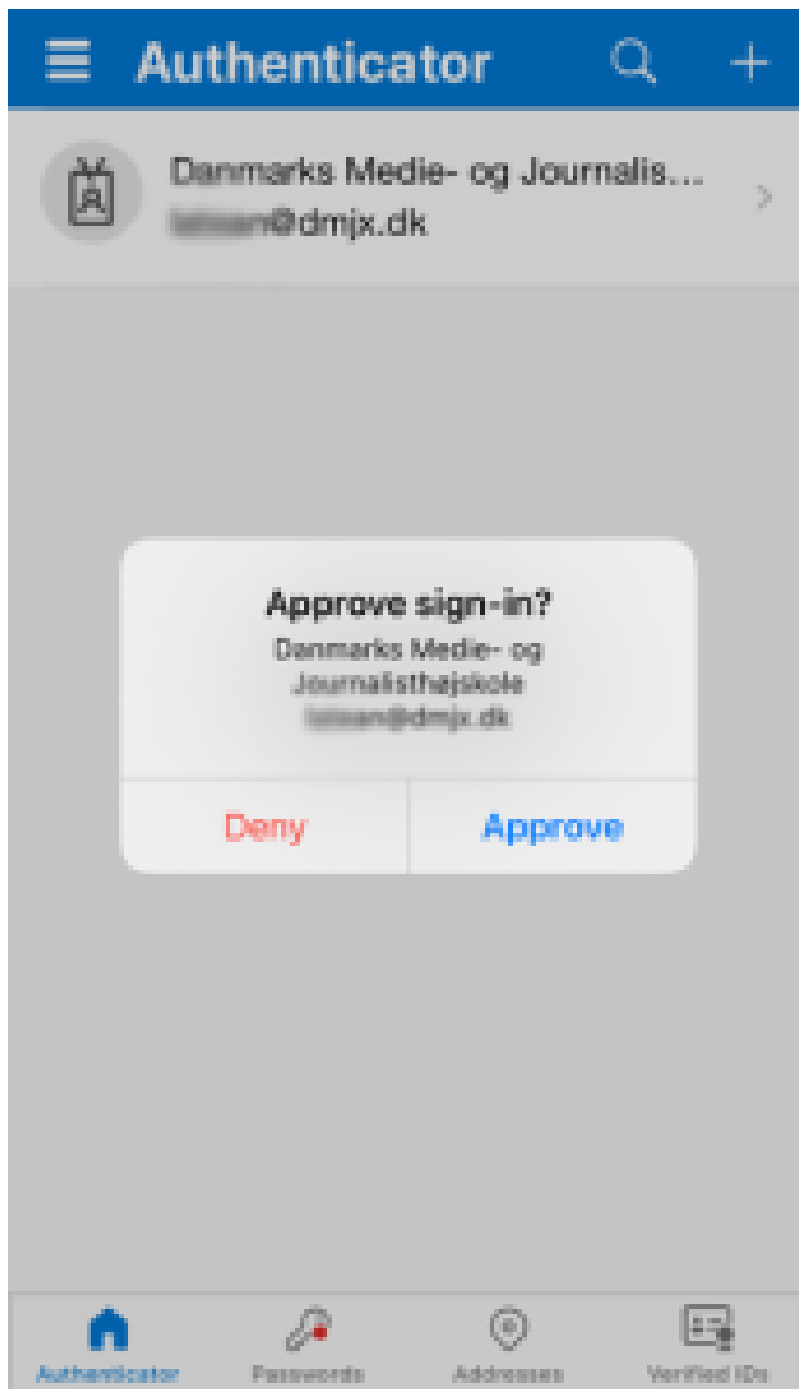 Authenticator
Danmarks Medie- og Journalis...
n@dmjx.dk
Approve sign-in?
Danmarks Medie- og
Journalisthøjskole
an@dmjx.dk
Deny
Approve
Authenticator
Passwords
Addresses
Verified IDs